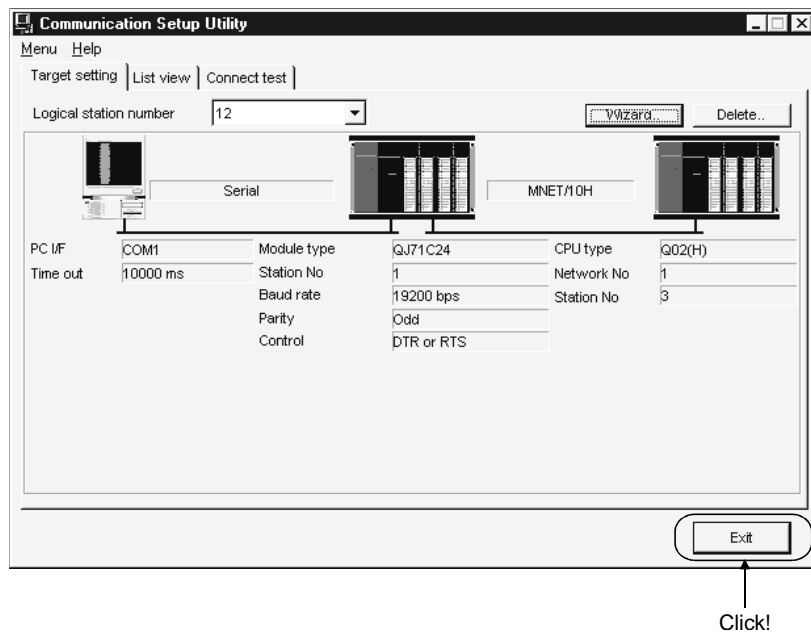 Communication Setup Utility
Menu Help
Target setting List view Connect test
Logical station number 12 Wizard... Delete..
Serial MNET/10H
PC I/F COM1 Module type QJ71C24 CPU type Q02(H)
Time out 10000 ms Station No 1 Network No 1
Baud rate 19200 bps Station No 3
Parity Odd
Control DTR or RTS
Exit
Click!